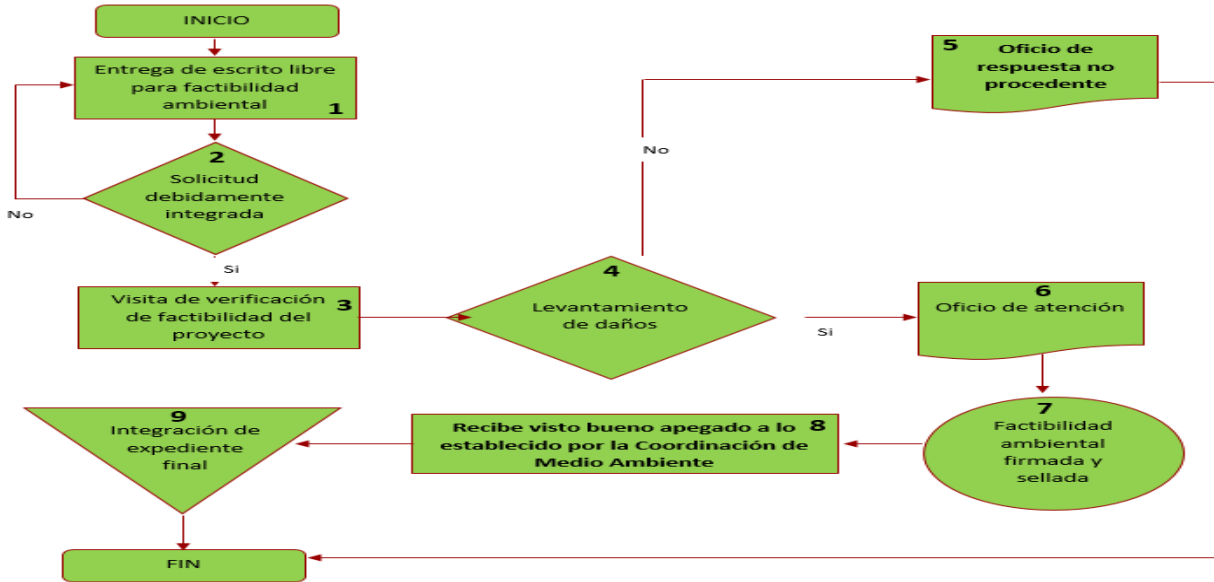 INICIO
Entrega de escrito libre
para factibilidad
ambiental
1
2
Solicitud
debidamente
integrada
No
Si
Visita de verificación
de factibilidad del
proyecto
3
4
Levantamiento
de daños
No
5
Oficio de
respuesta no
procedente
Si
6
Oficio de atención
7
Factibilidad
ambiental
firmada y
sellada
Recibe visto bueno apegado a lo
establecido por la Coordinación de
Medio Ambiente
8
9
Integración de
expediente
final
FIN